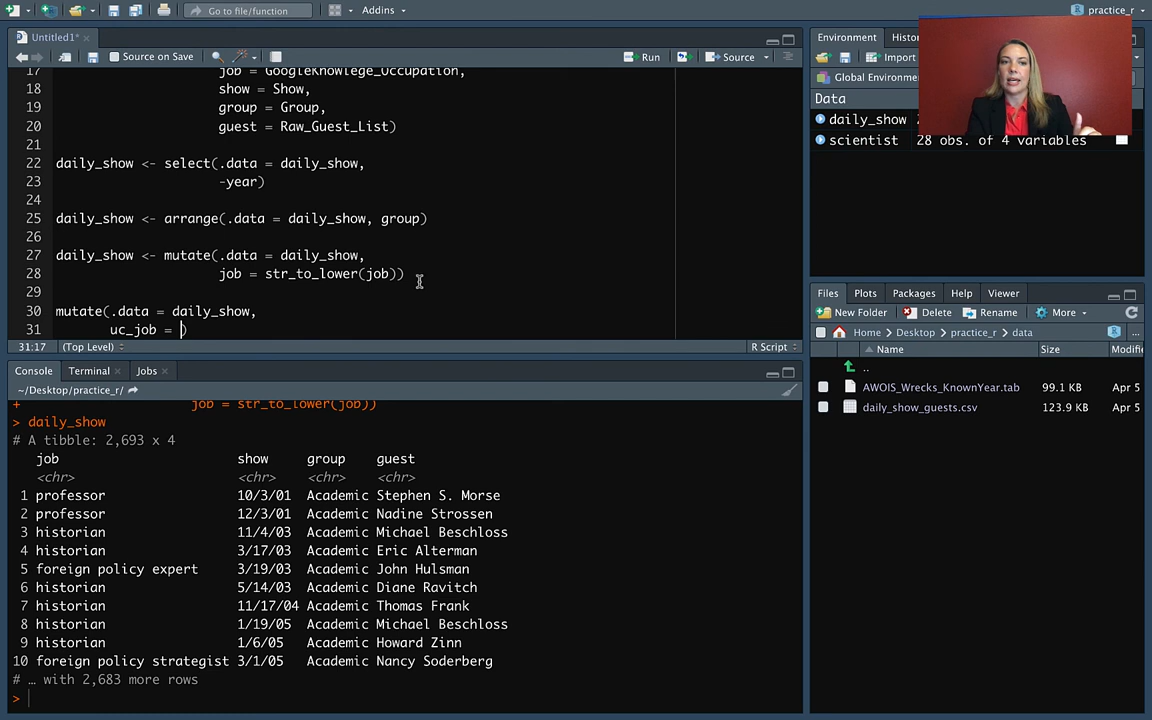 Go to file/function
Addins
practice_r
Untitled1*
Source on Save
Run
Source
17 job = GoogleKnowlege_Occupation,
18 show = Show,
19 group = Group,
20 guest = Raw_Guest_List)
21
22 daily_show <- select(.data = daily_show,
23 -year)
24
25 daily_show <- arrange(.data = daily_show, group)
26
27 daily_show <- mutate(.data = daily_show,
28 job = str_to_lower(job))
29
30 mutate(.data = daily_show,
31 uc_job = )
31:17 (Top Level) R Script
Console Terminal Jobs
~/Desktop/practice_r/
+ job = str_to_lower(job))
> daily_show
# A tibble: 2,693 x 4
job show group guest
<chr> <chr> <chr> <chr>
1 professor 10/3/01 Academic Stephen S. Morse
2 professor 12/3/01 Academic Nadine Strossen
3 historian 11/4/03 Academic Michael Beschloss
4 historian 3/17/03 Academic Eric Alterman
5 foreign policy expert 3/19/03 Academic John Hulsman
6 historian 5/14/03 Academic Diane Ravitch
7 historian 11/17/04 Academic Thomas Frank
8 historian 1/19/05 Academic Michael Beschloss
9 historian 1/6/05 Academic Howard Zinn
10 foreign policy strategist 3/1/05 Academic Nancy Soderberg
# … with 2,683 more rows
>
Environment Histor
Import
Global Environme
Data
daily_show 2
scientist 28 obs. of 4 variables
Files Plots Packages Help Viewer
New Folder Delete Rename More
Home Desktop practice_r data
Name Size Modifie
..
AWOIS_Wrecks_KnownYear.tab 99.1 KB Apr 5
daily_show_guests.csv 123.9 KB Apr 5